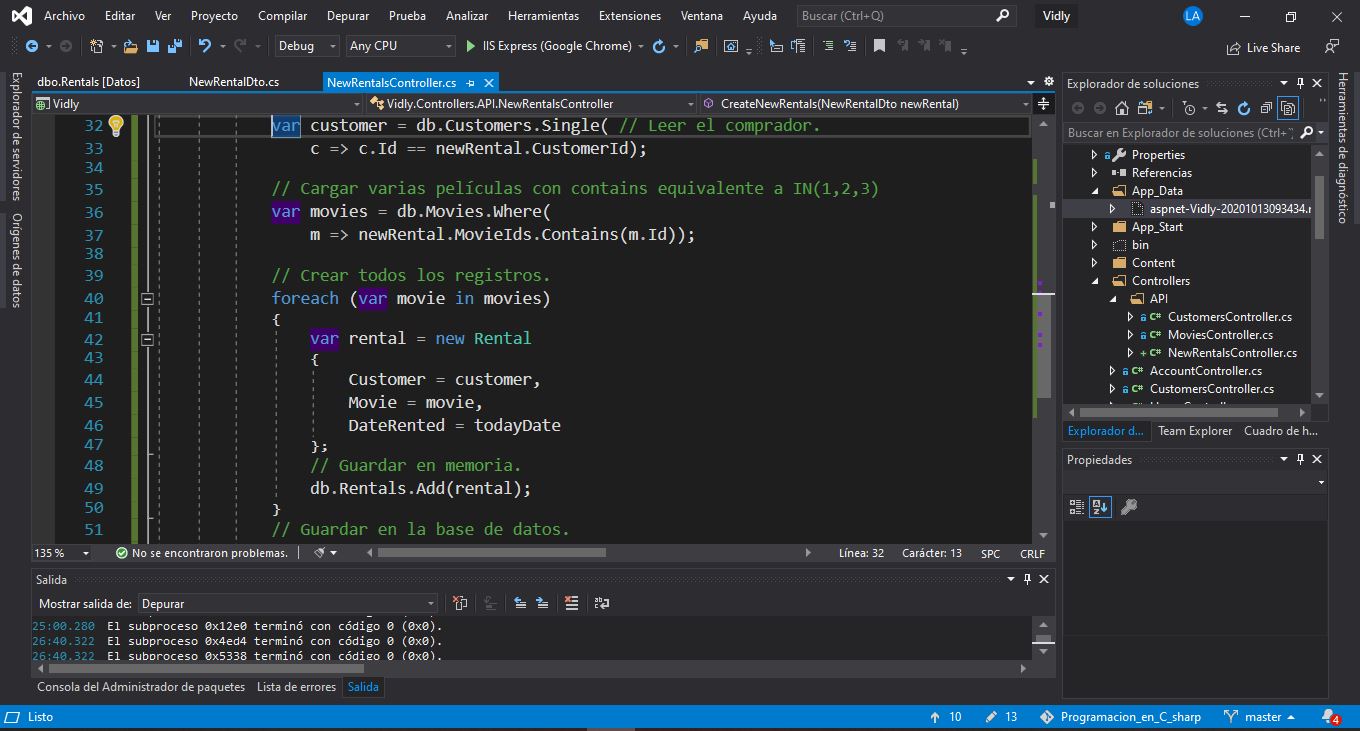 Archivo Editar Ver Proyecto Compilar Depurar Prueba Analizar Herramientas Extensiones Ventana Ayuda Buscar (Ctrl+Q) Vidly LA
Debug Any CPU IIS Express (Google Chrome) Live Share
Explorador de servidores
Orígenes de datos
dbo.Rentals [Datos] NewRentalDto.cs NewRentalsController.cs
Vidly Vidly.Controllers.API.NewRentalsController CreateNewRentals(NewRentalDto newRental)
32 var customer = db.Customers.Single( // Leer el comprador.
33 c => c.Id == newRental.CustomerId);
34
35 // Cargar varias películas con contains equivalente a IN(1,2,3)
36 var movies = db.Movies.Where(
37 m => newRental.MovieIds.Contains(m.Id));
38
39 // Crear todos los registros.
40 foreach (var movie in movies)
41 {
42 var rental = new Rental
43 {
44 Customer = customer,
45 Movie = movie,
46 DateRented = todayDate
47 };
48 // Guardar en memoria.
49 db.Rentals.Add(rental);
50 }
51 // Guardar en la base de datos.
135 % No se encontraron problemas. Línea: 32 Carácter: 13 SPC CRLF
Salida
Mostrar salida de: Depurar
25:00.280 El subproceso 0x12e0 terminó con código 0 (0x0).
26:40.322 El subproceso 0x4ed4 terminó con código 0 (0x0).
26:40.322 El subproceso 0x5338 terminó con código 0 (0x0).
Consola del Administrador de paquetes Lista de errores Salida
Explorador de soluciones
Buscar en Explorador de soluciones (Ctrl+
Properties
Referencias
App_Data
aspnet-Vidly-20201013093434.
App_Start
bin
Content
Controllers
API
CustomersController.cs
MoviesController.cs
NewRentalsController.cs
AccountController.cs
CustomersController.cs
Explorador d... Team Explorer Cuadro de h...
Propiedades
Herramientas de diagnóstico
Listo 10 13 Programacion_en_C_sharp master 4